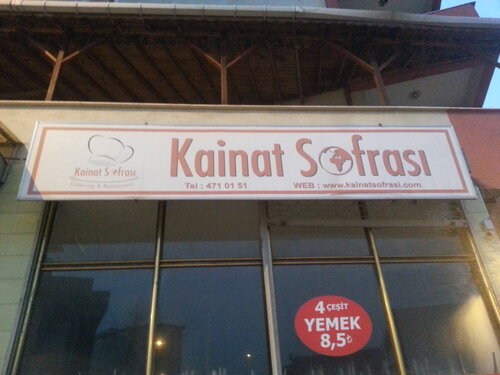 Kainat Sofrası
Catering & Restaurant
Kainat Sofrası
Tel : 471 01 51
WEB : www.kainatsofrasi.com
4 ÇEŞİT
YEMEK
8,5₺